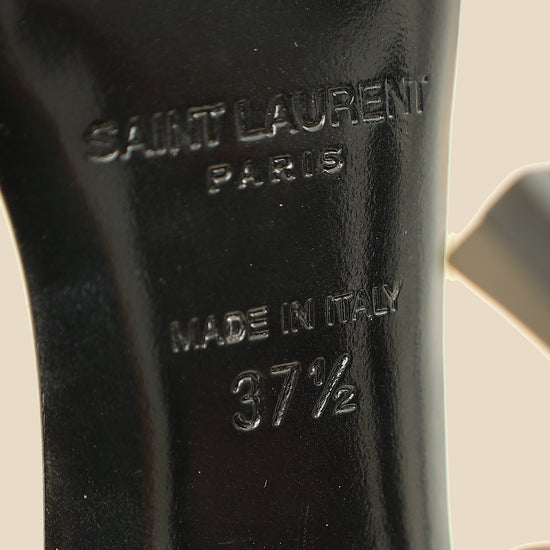 SAINT LAURENT
PARIS
MADE IN ITALY
37½